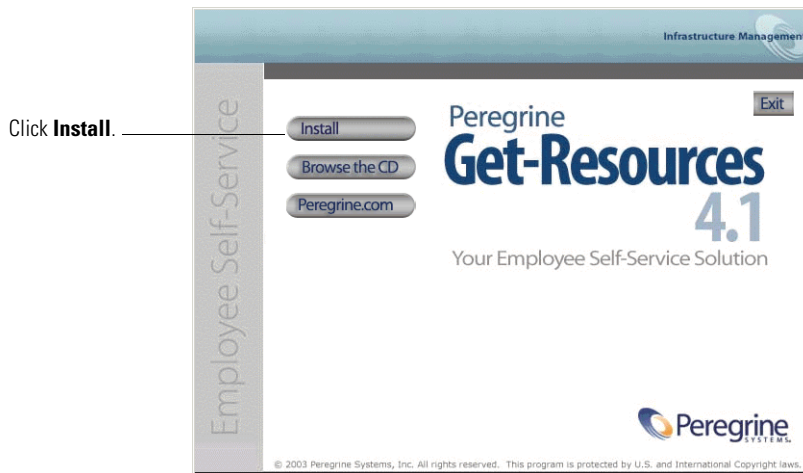 Infrastructure Management
Click Install.
Employee Self-Service
Install
Browse the CD
Peregrine.com
Exit
Peregrine
Get-Resources
4.1
Your Employee Self-Service Solution
Peregrine
SYSTEMS
© 2003 Peregrine Systems, Inc. All rights reserved. This program is protected by U.S. and International Copyright laws.